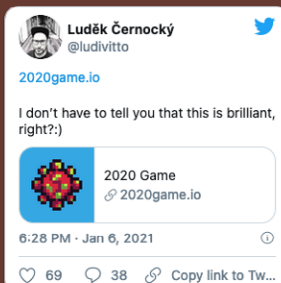 Luděk Černocký
@ludivitto
2020game.io
I don't have to tell you that this is brilliant,
right?:)
2020 Game
2020game.io
6:28 PM · Jan 6, 2021
69 38 Copy link to Tw...